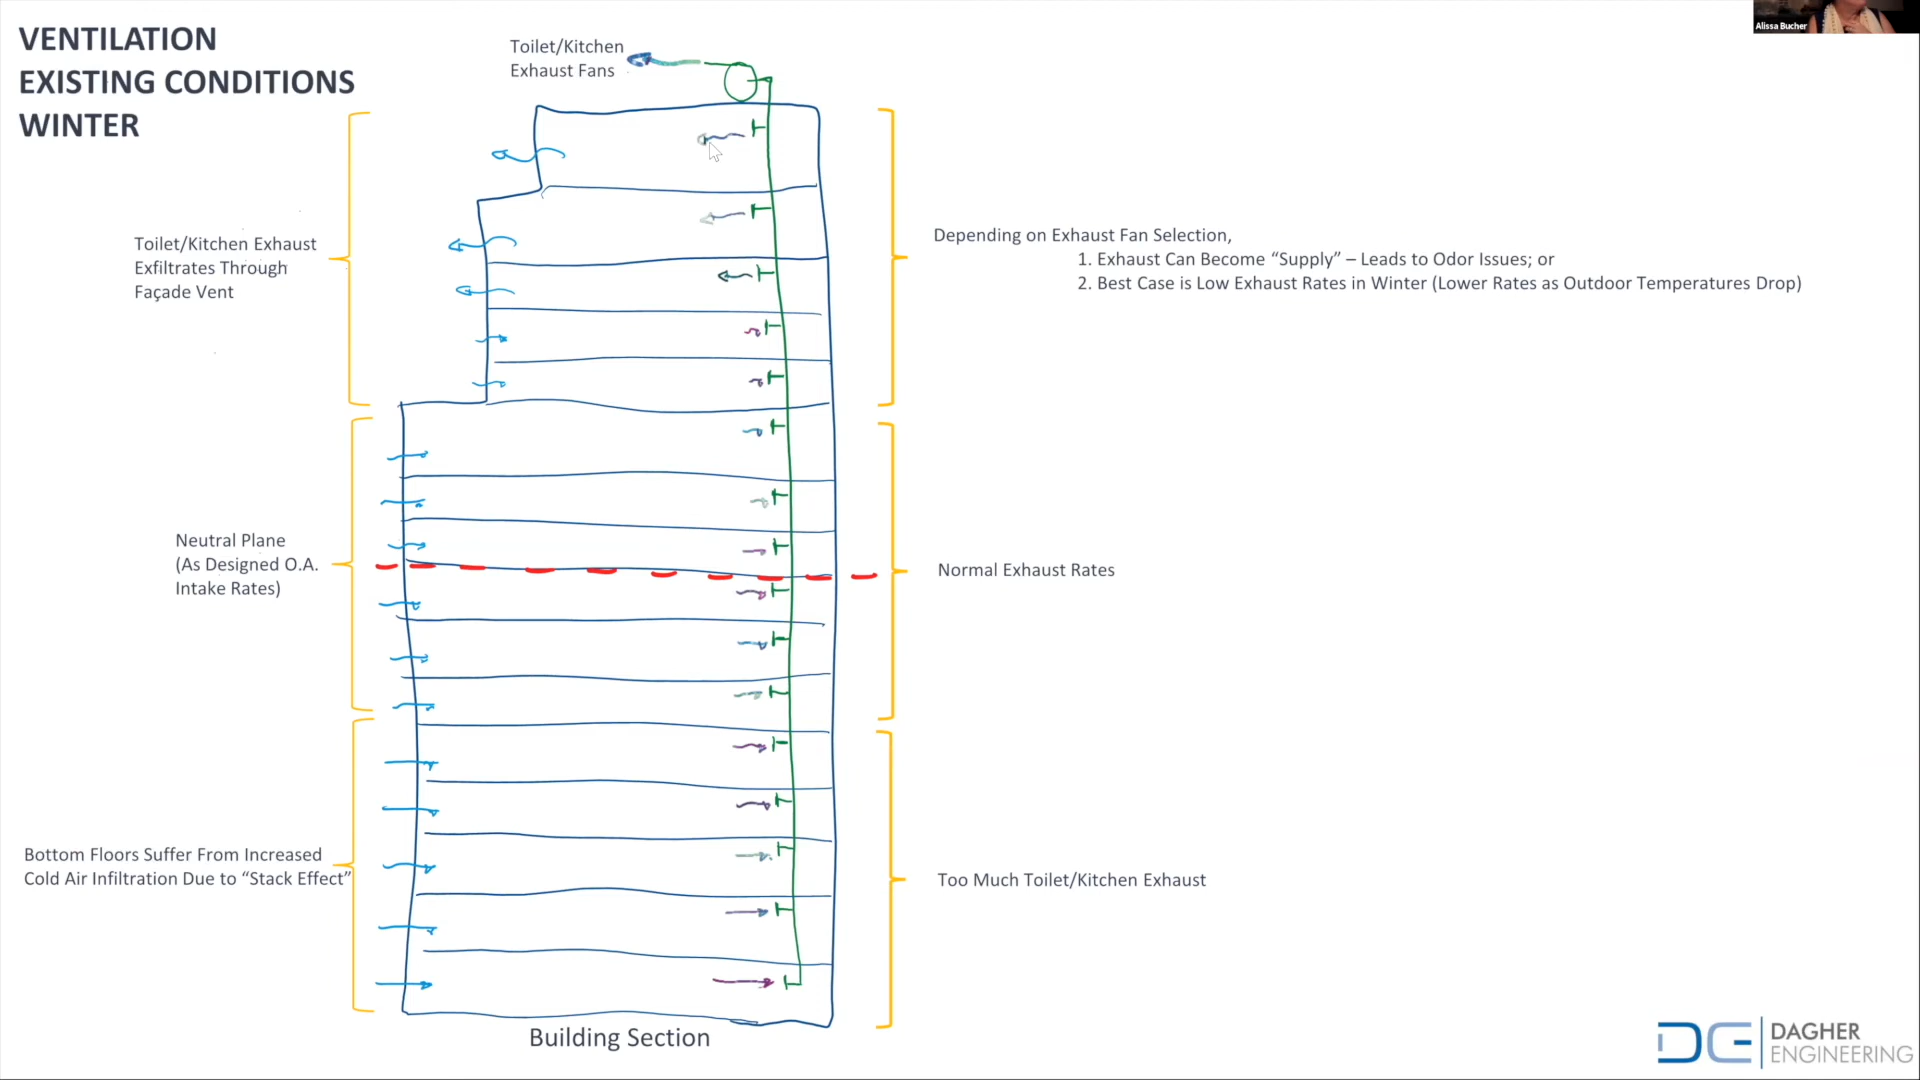 VENTILATION
EXISTING CONDITIONS
WINTER
Toilet/Kitchen
Exhaust Fans
Alissa Bucher
Toilet/Kitchen Exhaust
Exfiltrates Through
Façade Vent
Depending on Exhaust Fan Selection,
1. Exhaust Can Become “Supply” – Leads to Odor Issues; or
2. Best Case is Low Exhaust Rates in Winter (Lower Rates as Outdoor Temperatures Drop)
Neutral Plane
(As Designed O.A.
Intake Rates)
Normal Exhaust Rates
Bottom Floors Suffer From Increased
Cold Air Infiltration Due to “Stack Effect”
Too Much Toilet/Kitchen Exhaust
Building Section
DAGHER
ENGINEERING